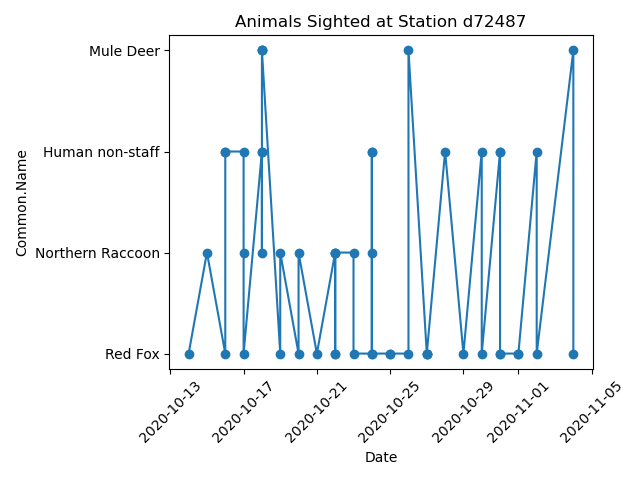 Animals Sighted at Station d72487
Mule Deer
Human non-staff
Northern Raccoon
Red Fox
Common.Name
2020-10-13
2020-10-17
2020-10-21
2020-10-25
2020-10-29
2020-11-01
2020-11-05
Date